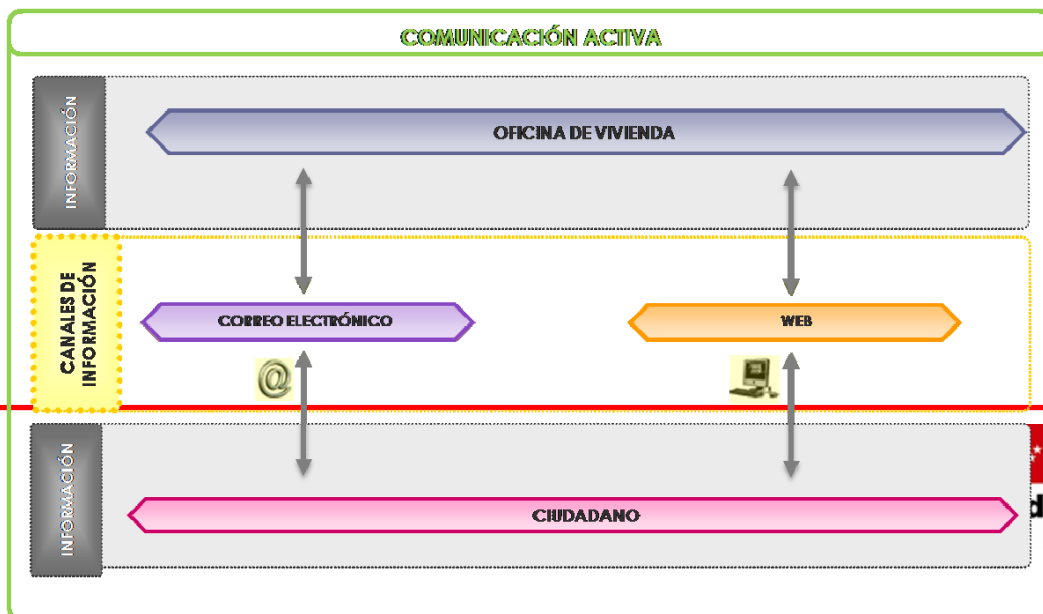 COMUNICACIÓN ACTIVA
INFORMACIÓN
OFICINA DE VIVIENDA
CANALES DE
INFORMACIÓN
CORREO ELECTRÓNICO
WEB
@
INFORMACIÓN
CIUDADANO